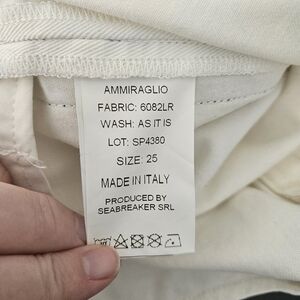 AMMIRAGLIO
FABRIC: 6082LR
WASH: AS IT IS
LOT: SP4380
SIZE: 25
MADE IN ITALY
PRODUCED BY
SEABREAKER SRL